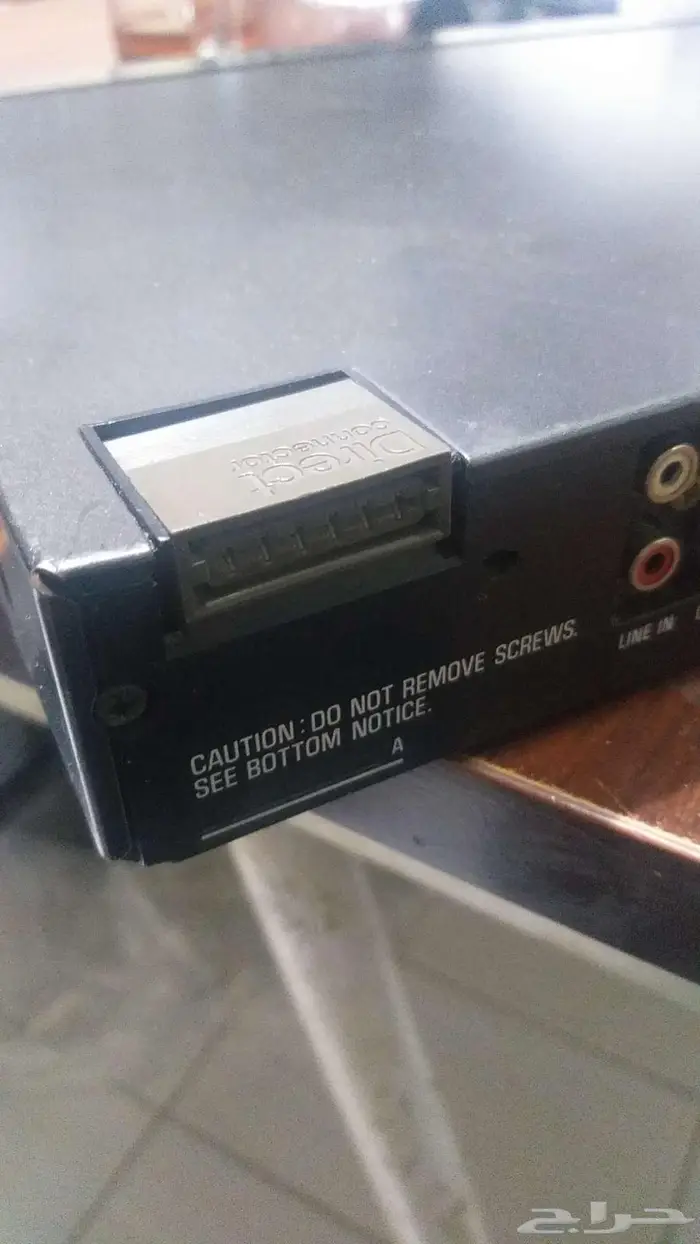 Direct
connector
LINE IN
CAUTION: DO NOT REMOVE SCREWS.
SEE BOTTOM NOTICE.
A
حراج